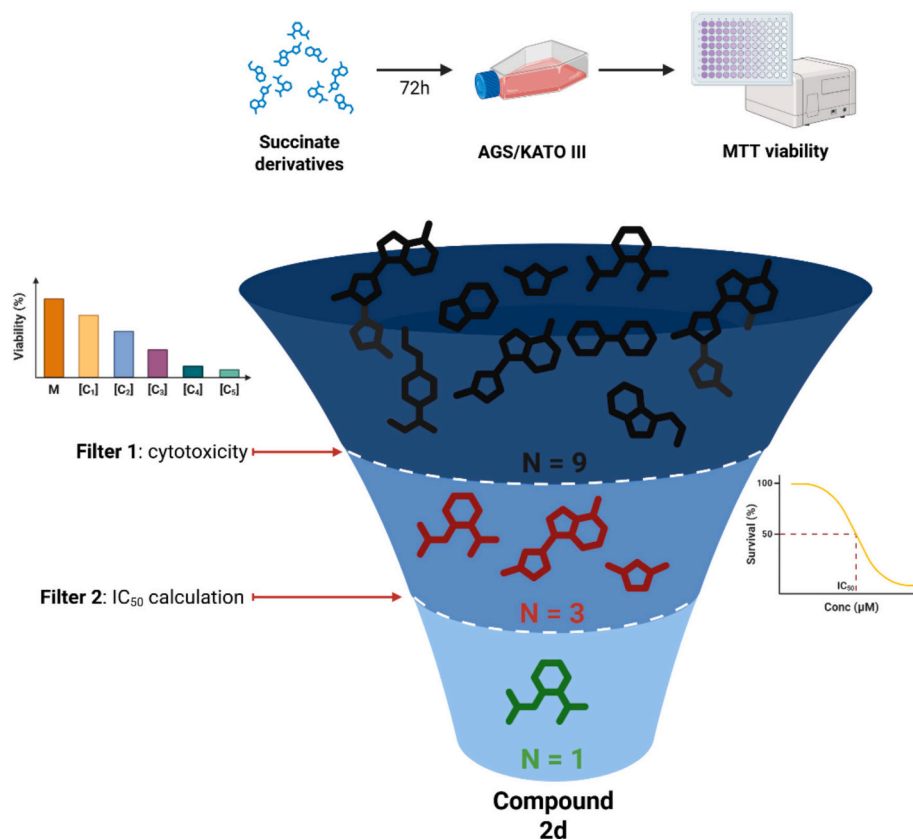 72h
Succinate
derivatives
AGS/KATO III
MTT viability
Viability (%)
M [C₁] [C₂] [C₃] [C₄] [C₅]
Filter 1: cytotoxicity
N = 9
100
50
Survival (%)
IC₅₀
Conc (µM)
Filter 2: IC₅₀ calculation
N = 3
N = 1
Compound
2d